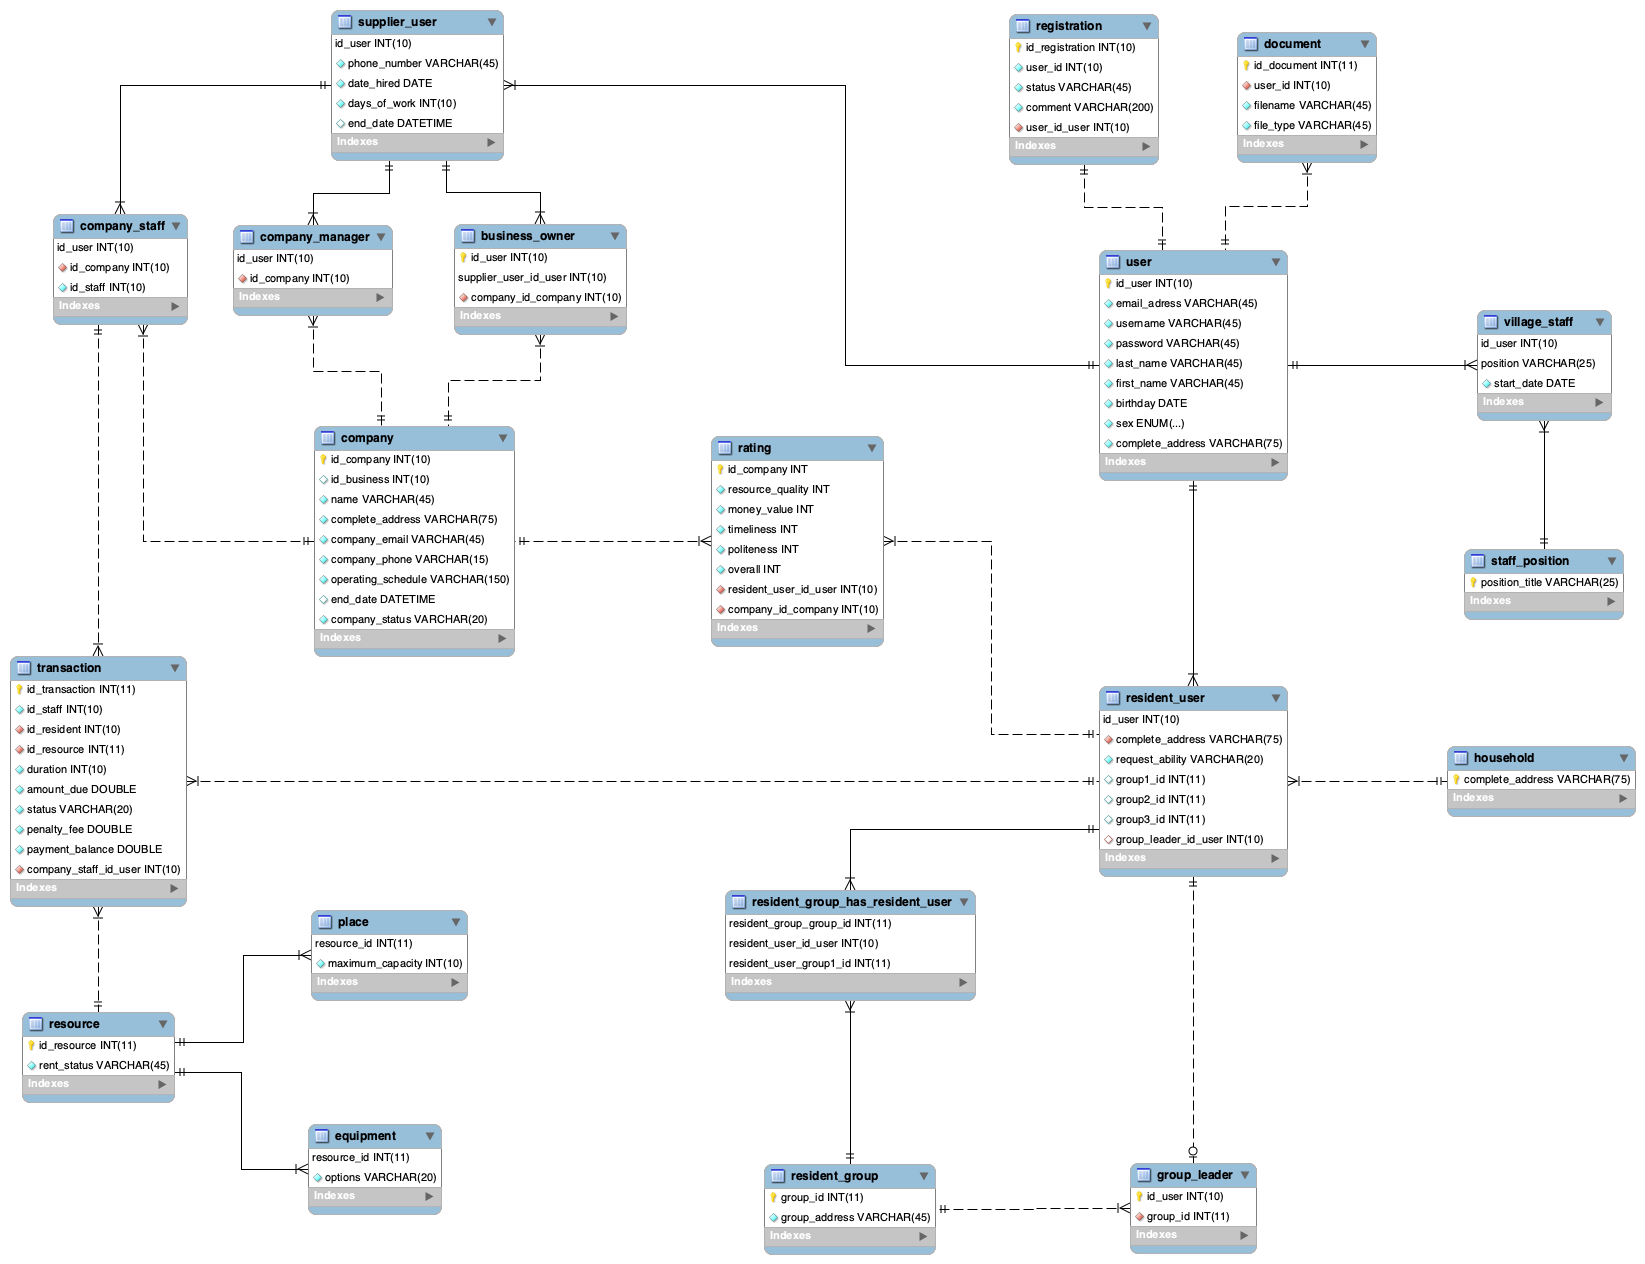 supplier_user
id_user INT(10)
phone_number VARCHAR(45)
date_hired DATE
days_of_work INT(10)
end_date DATETIME
Indexes
registration
id_registration INT(10)
user_id INT(10)
status VARCHAR(45)
comment VARCHAR(200)
user_id_user INT(10)
Indexes
document
id_document INT(11)
user_id INT(10)
filename VARCHAR(45)
file_type VARCHAR(45)
Indexes
company_staff
id_user INT(10)
id_company INT(10)
id_staff INT(10)
Indexes
company_manager
id_user INT(10)
id_company INT(10)
Indexes
business_owner
id_user INT(10)
supplier_user_id_user INT(10)
company_id_company INT(10)
Indexes
user
id_user INT(10)
email_adress VARCHAR(45)
username VARCHAR(45)
password VARCHAR(45)
last_name VARCHAR(45)
first_name VARCHAR(45)
birthday DATE
sex ENUM(...)
complete_address VARCHAR(75)
Indexes
village_staff
id_user INT(10)
position VARCHAR(25)
start_date DATE
Indexes
company
id_company INT(10)
id_business INT(10)
name VARCHAR(45)
complete_address VARCHAR(75)
company_email VARCHAR(45)
company_phone VARCHAR(15)
operating_schedule VARCHAR(150)
end_date DATETIME
company_status VARCHAR(20)
Indexes
rating
id_company INT
resource_quality INT
money_value INT
timeliness INT
politeness INT
overall INT
resident_user_id_user INT(10)
company_id_company INT(10)
Indexes
staff_position
position_title VARCHAR(25)
Indexes
transaction
id_transaction INT(11)
id_staff INT(10)
id_resident INT(10)
id_resource INT(11)
duration INT(10)
amount_due DOUBLE
status VARCHAR(20)
penalty_fee DOUBLE
payment_balance DOUBLE
company_staff_id_user INT(10)
Indexes
resident_user
id_user INT(10)
complete_address VARCHAR(75)
request_ability VARCHAR(20)
group1_id INT(11)
group2_id INT(11)
group3_id INT(11)
group_leader_id_user INT(10)
Indexes
household
complete_address VARCHAR(75)
Indexes
resident_group_has_resident_user
resident_group_group_id INT(11)
resident_user_id_user INT(10)
resident_user_group1_id INT(11)
Indexes
place
resource_id INT(11)
maximum_capacity INT(10)
Indexes
resource
id_resource INT(11)
rent_status VARCHAR(45)
Indexes
equipment
resource_id INT(11)
options VARCHAR(20)
Indexes
resident_group
group_id INT(11)
group_address VARCHAR(45)
Indexes
group_leader
id_user INT(10)
group_id INT(11)
Indexes